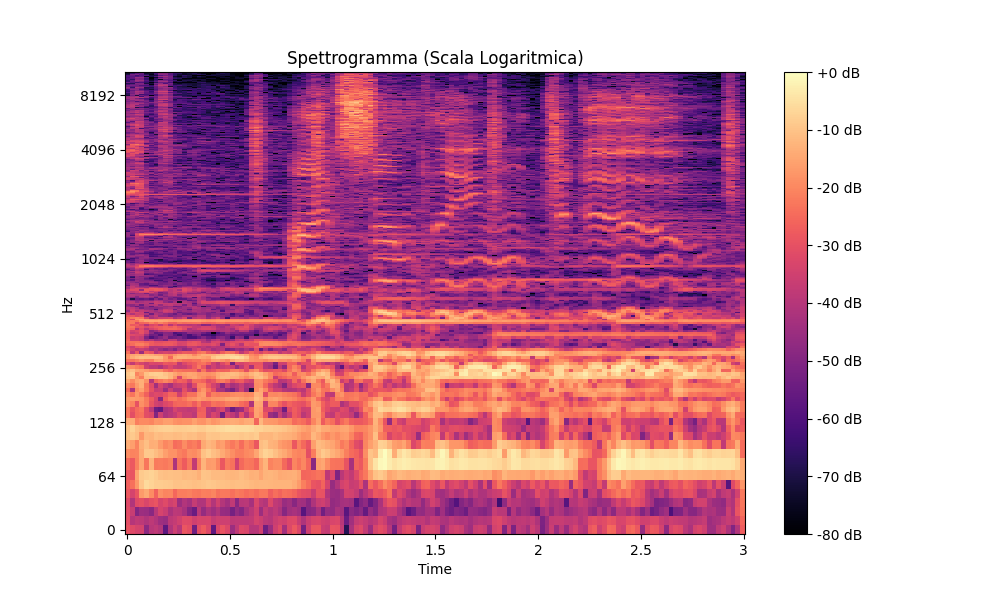 Spettrogramma (Scala Logaritmica)
Hz
8192
4096
2048
1024
512
256
128
64
0
0
0.5
1
1.5
2
2.5
3
Time
+0 dB
-10 dB
-20 dB
-30 dB
-40 dB
-50 dB
-60 dB
-70 dB
-80 dB